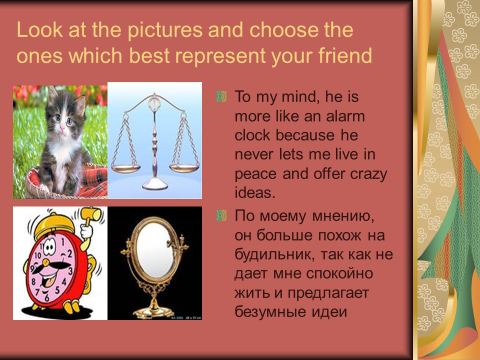 Look at the pictures and choose the
ones which best represent your friend
To my mind, he is
more like an alarm
clock because he
never lets me live in
peace and offer crazy
ideas.
По моему мнению,
он больше похож на
будильник, так как не
дает мне спокойно
жить и предлагает
безумные идеи